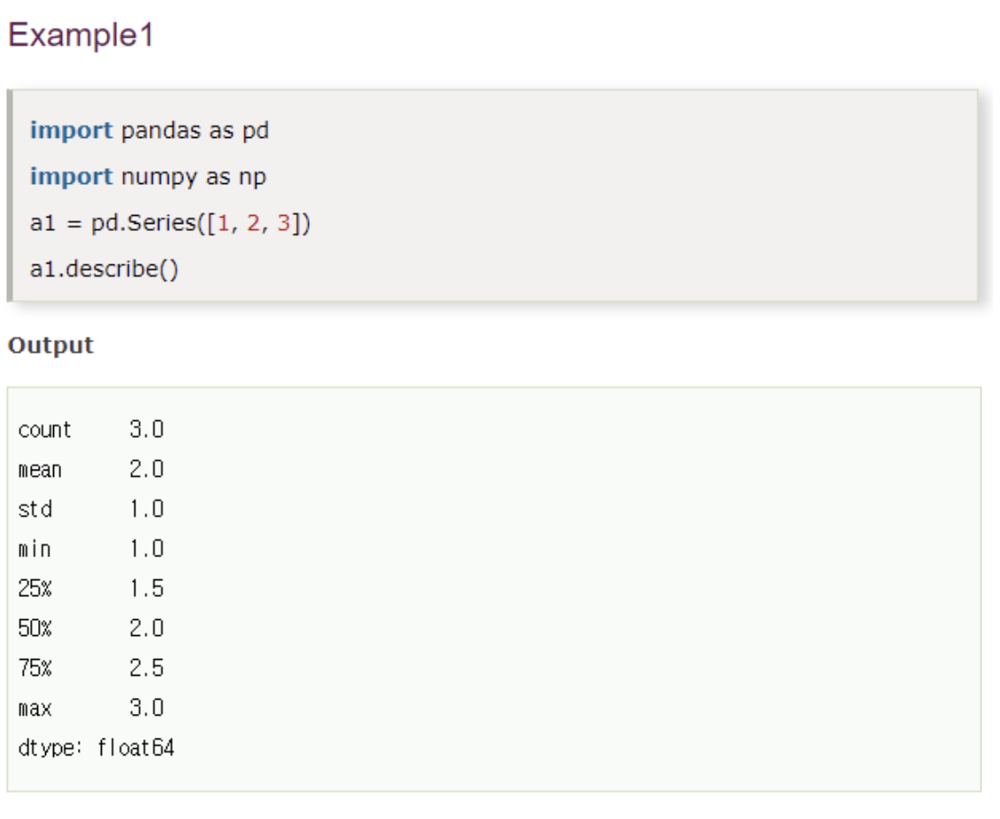 Example1
import pandas as pd
import numpy as np
a1 = pd.Series([1, 2, 3])
a1.describe()
Output
count 3.0
mean 2.0
std 1.0
min 1.0
25% 1.5
50% 2.0
75% 2.5
max 3.0
dtype: float64